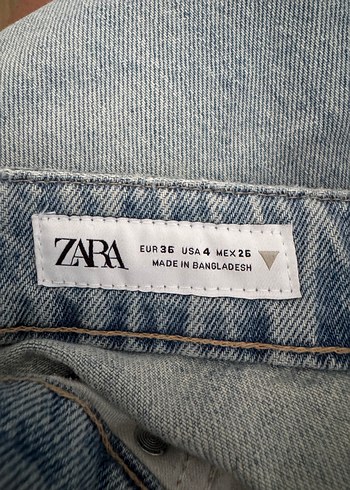 ZARA
EUR 36 USA 4 MEX 26
MADE IN BANGLADESH